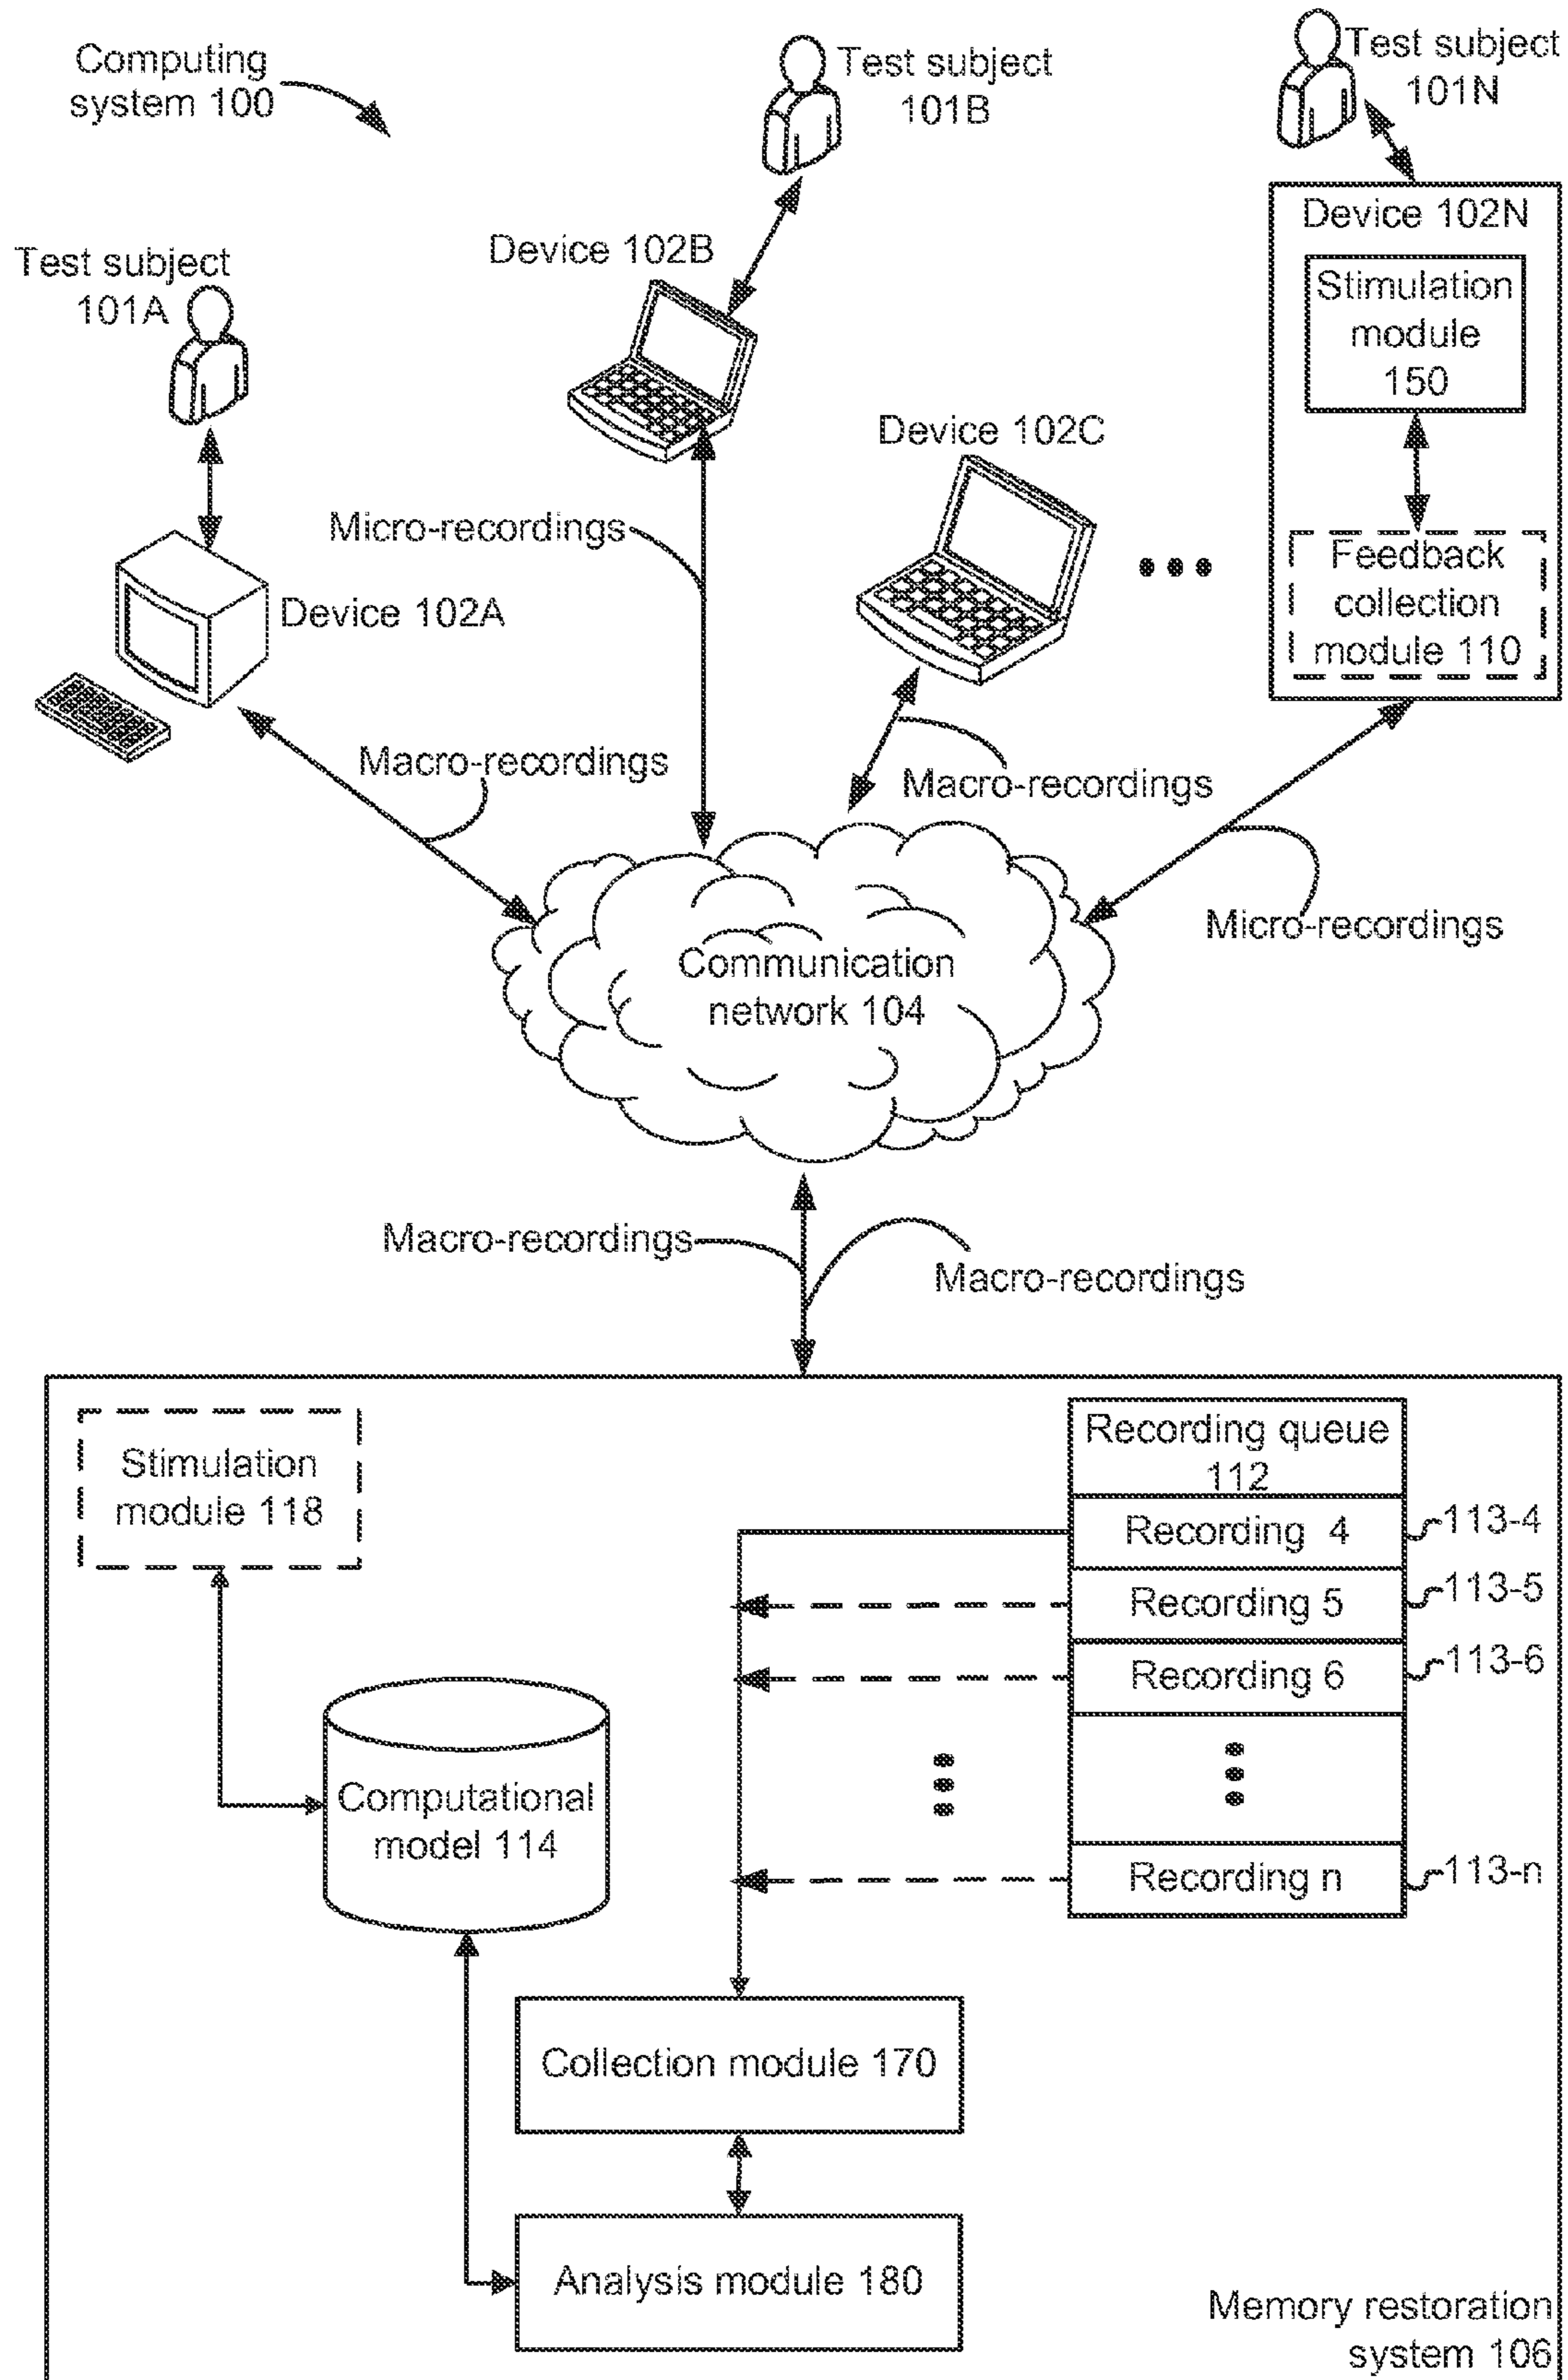 Computing
system 100
Test subject
101B
Test subject
101N
Test subject
101A
Device 102B
Device 102N
Stimulation
module
150
Device 102C
Micro-recordings
Feedback
collection
module 110
Device 102A
Macro-recordings
Macro-recordings
Micro-recordings
Communication
network 104
Macro-recordings
Macro-recordings
Stimulation
module 118
Recording queue
112
Recording 4
113-4
Recording 5
113-5
Recording 6
113-6
Computational
model 114
Recording n
113-n
Collection module 170
Analysis module 180
Memory restoration
system 106